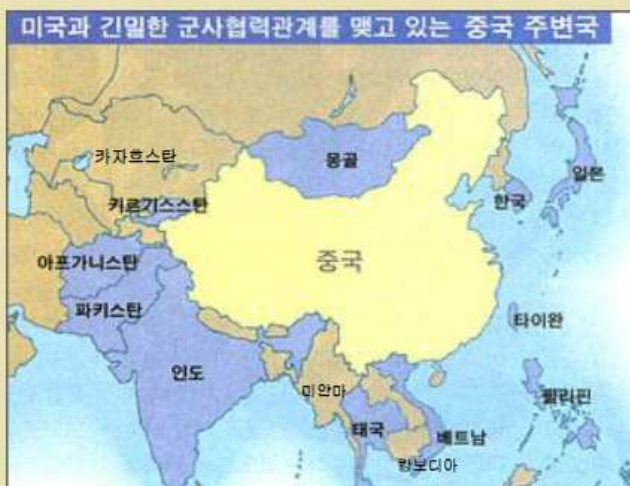 미국과 긴밀한 군사협력관계를 맺고 있는 중국 주변국
카자흐스탄
몽골
키르기스스탄
일본
한국
아프가니스탄
중국
파키스탄
타이완
인도
미얀마
필리핀
태국
베트남
캄보디아